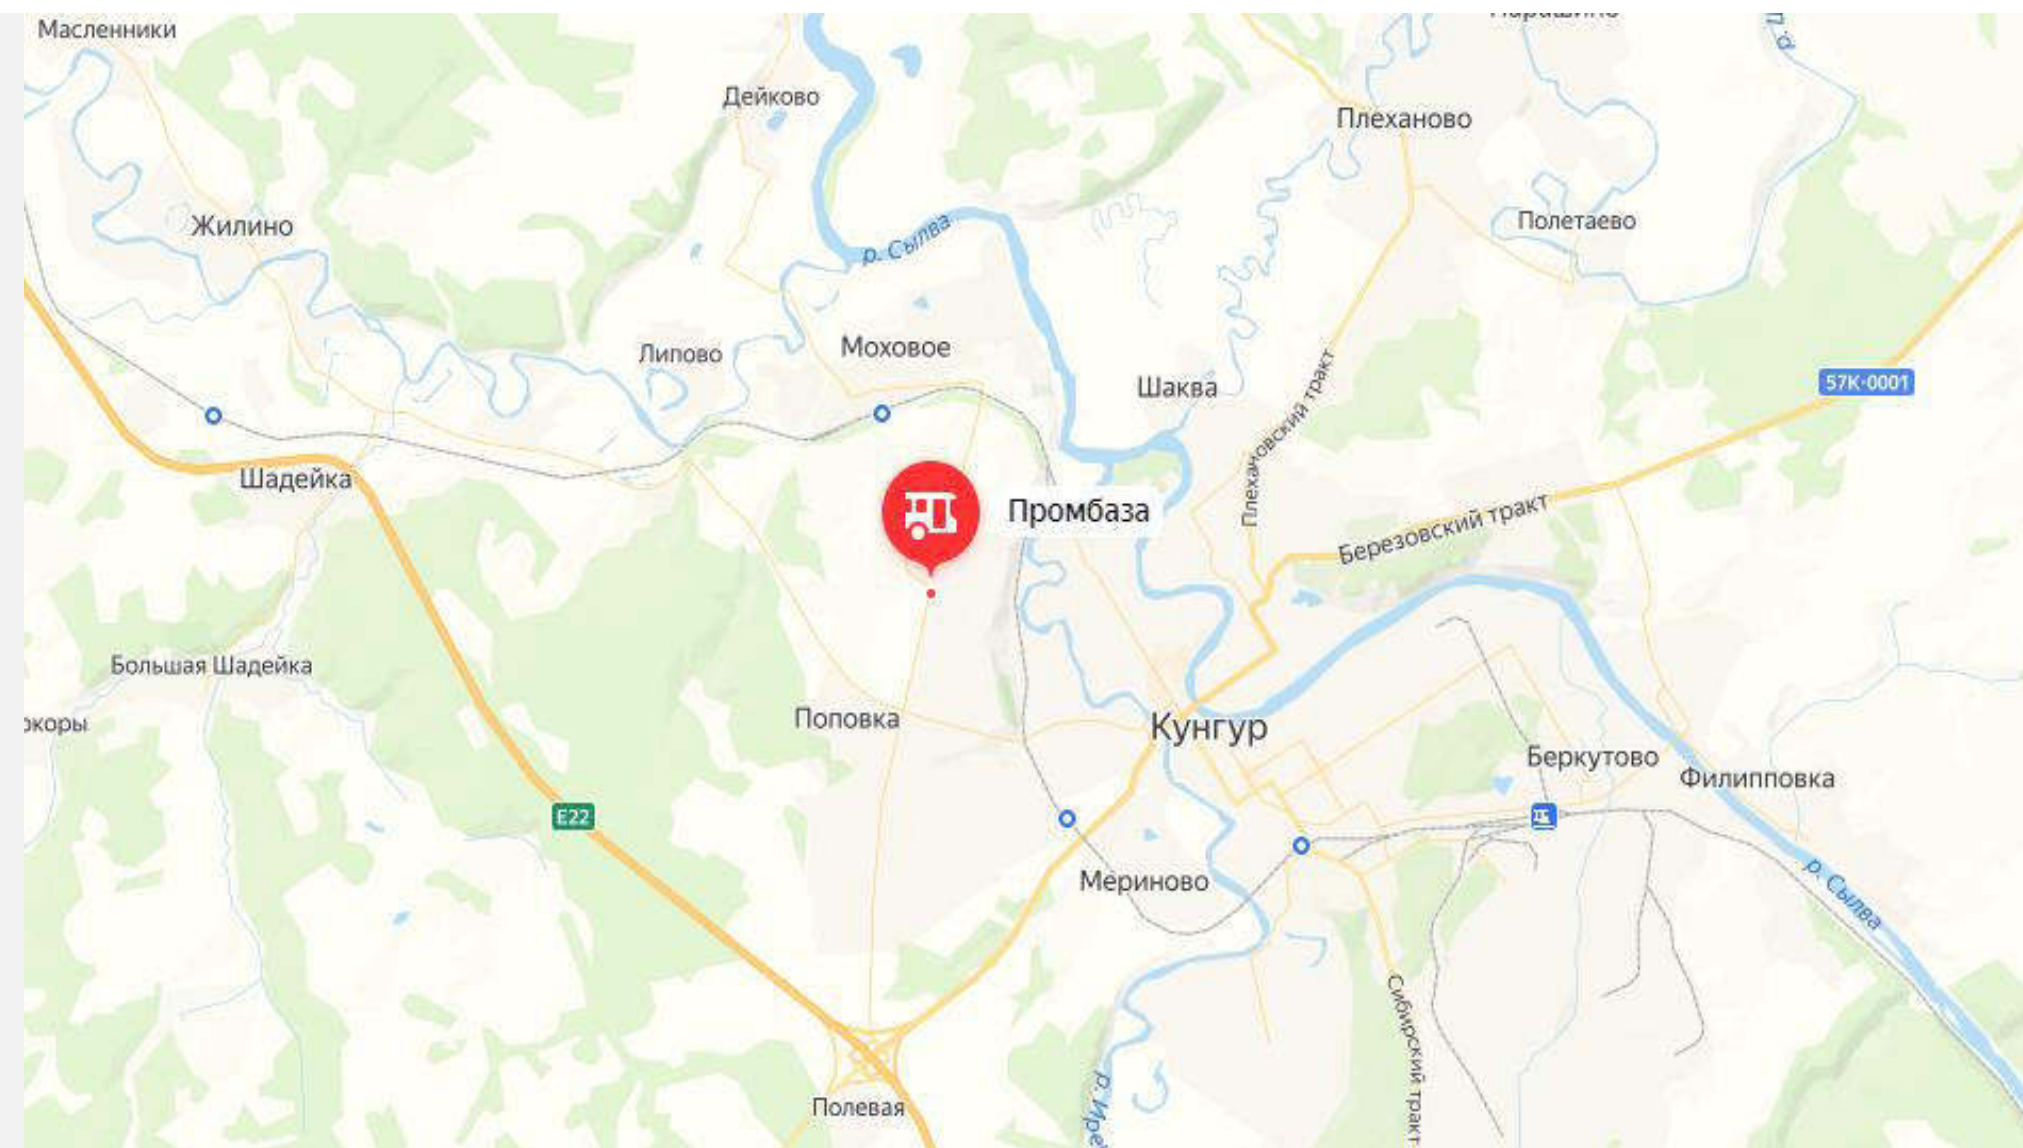 Масленники
Дейково
Плеханово
Жилино
р. Сылва
Полетаево
Липово
Моховое
Шаква
Плехановский тракт
57К-0001
Шадейка
Промбаза
Березовский тракт
Большая Шадейка
Поповка
Кунгур
Беркутово
Филипповка
E22
Мериново
р. Сылва
Сибирский тракт
Полевая